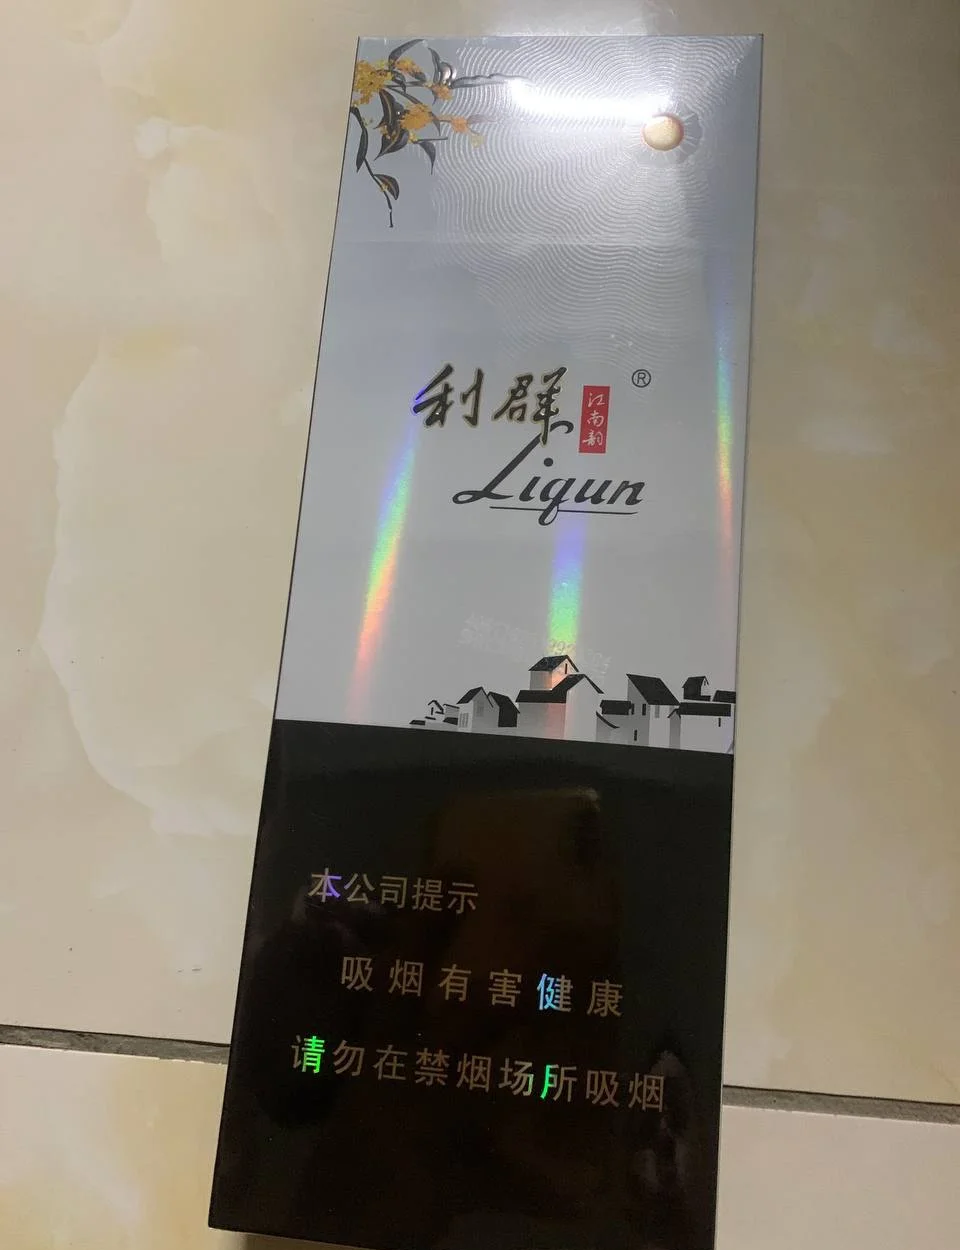 利群
江南韵
®
Liqun
本公司提示
吸烟有害健康
请勿在禁烟场所吸烟